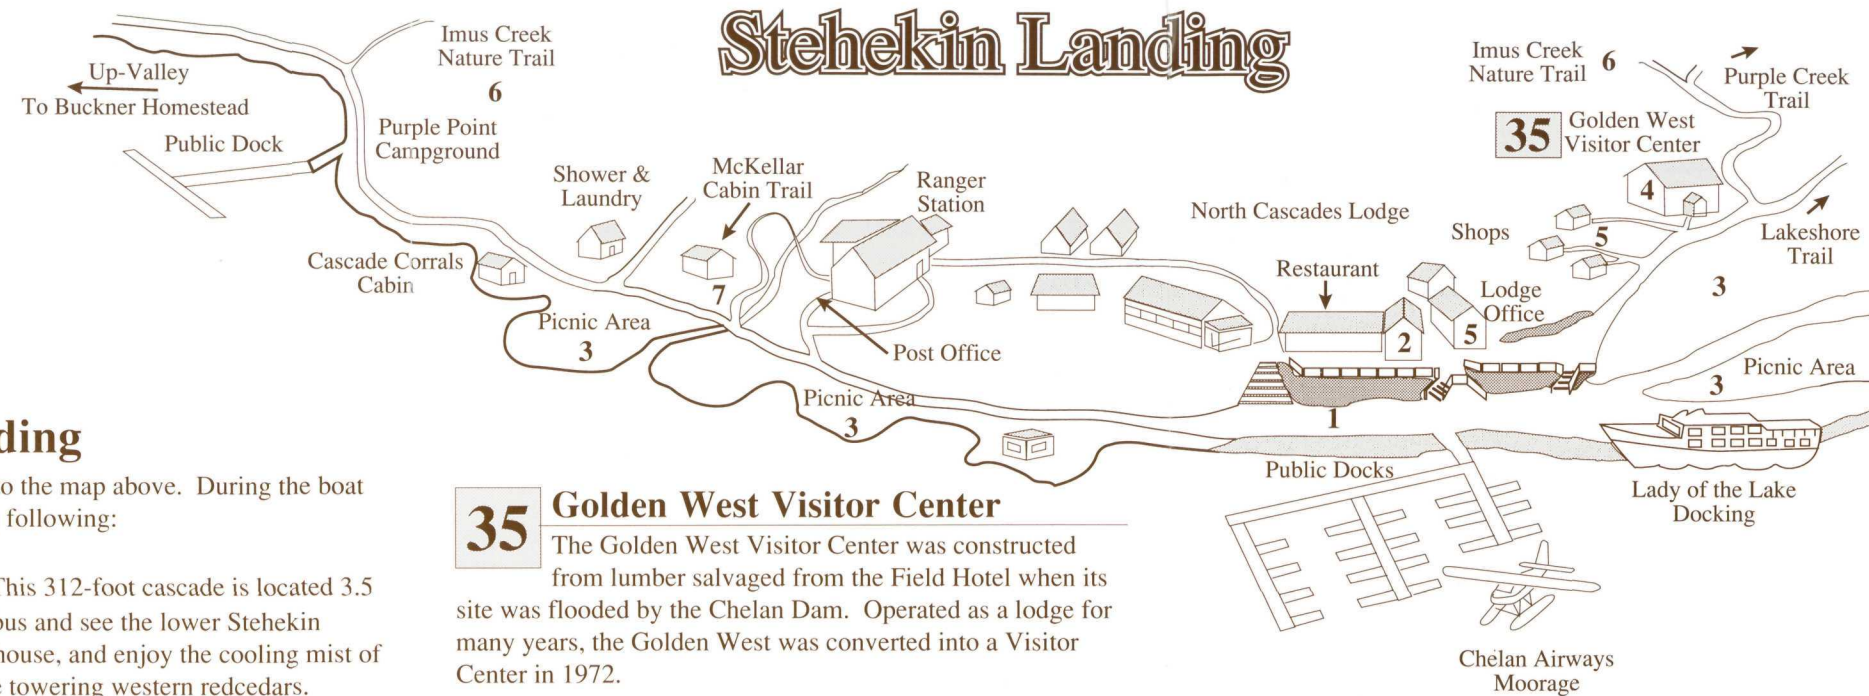 Stehekin Landing
Imus Creek
Nature Trail
6
Up-Valley
To Buckner Homestead
Public Dock
Purple Point
Campground
Shower &
Laundry
McKellar
Cabin Trail
Ranger
Station
Cascade Corrals
Cabin
7
Picnic Area
3
Post Office
Picnic Area
3
North Cascades Lodge
Restaurant
2
Shops
5
Lodge
Office
5
1
Imus Creek
Nature Trail
6
Purple Creek
Trail
35
Golden West
Visitor Center
4
Lakeshore
Trail
3
Picnic Area
3
Public Docks
Lady of the Lake
Docking
Chelan Airways
Moorage
ding
o the map above. During the boat
following:
This 312-foot cascade is located 3.5
bus and see the lower Stehekin
house, and enjoy the cooling mist of
towering western redcedars.
35 Golden West Visitor Center
The Golden West Visitor Center was constructed
from lumber salvaged from the Field Hotel when its
site was flooded by the Chelan Dam. Operated as a lodge for
many years, the Golden West was converted into a Visitor
Center in 1972.